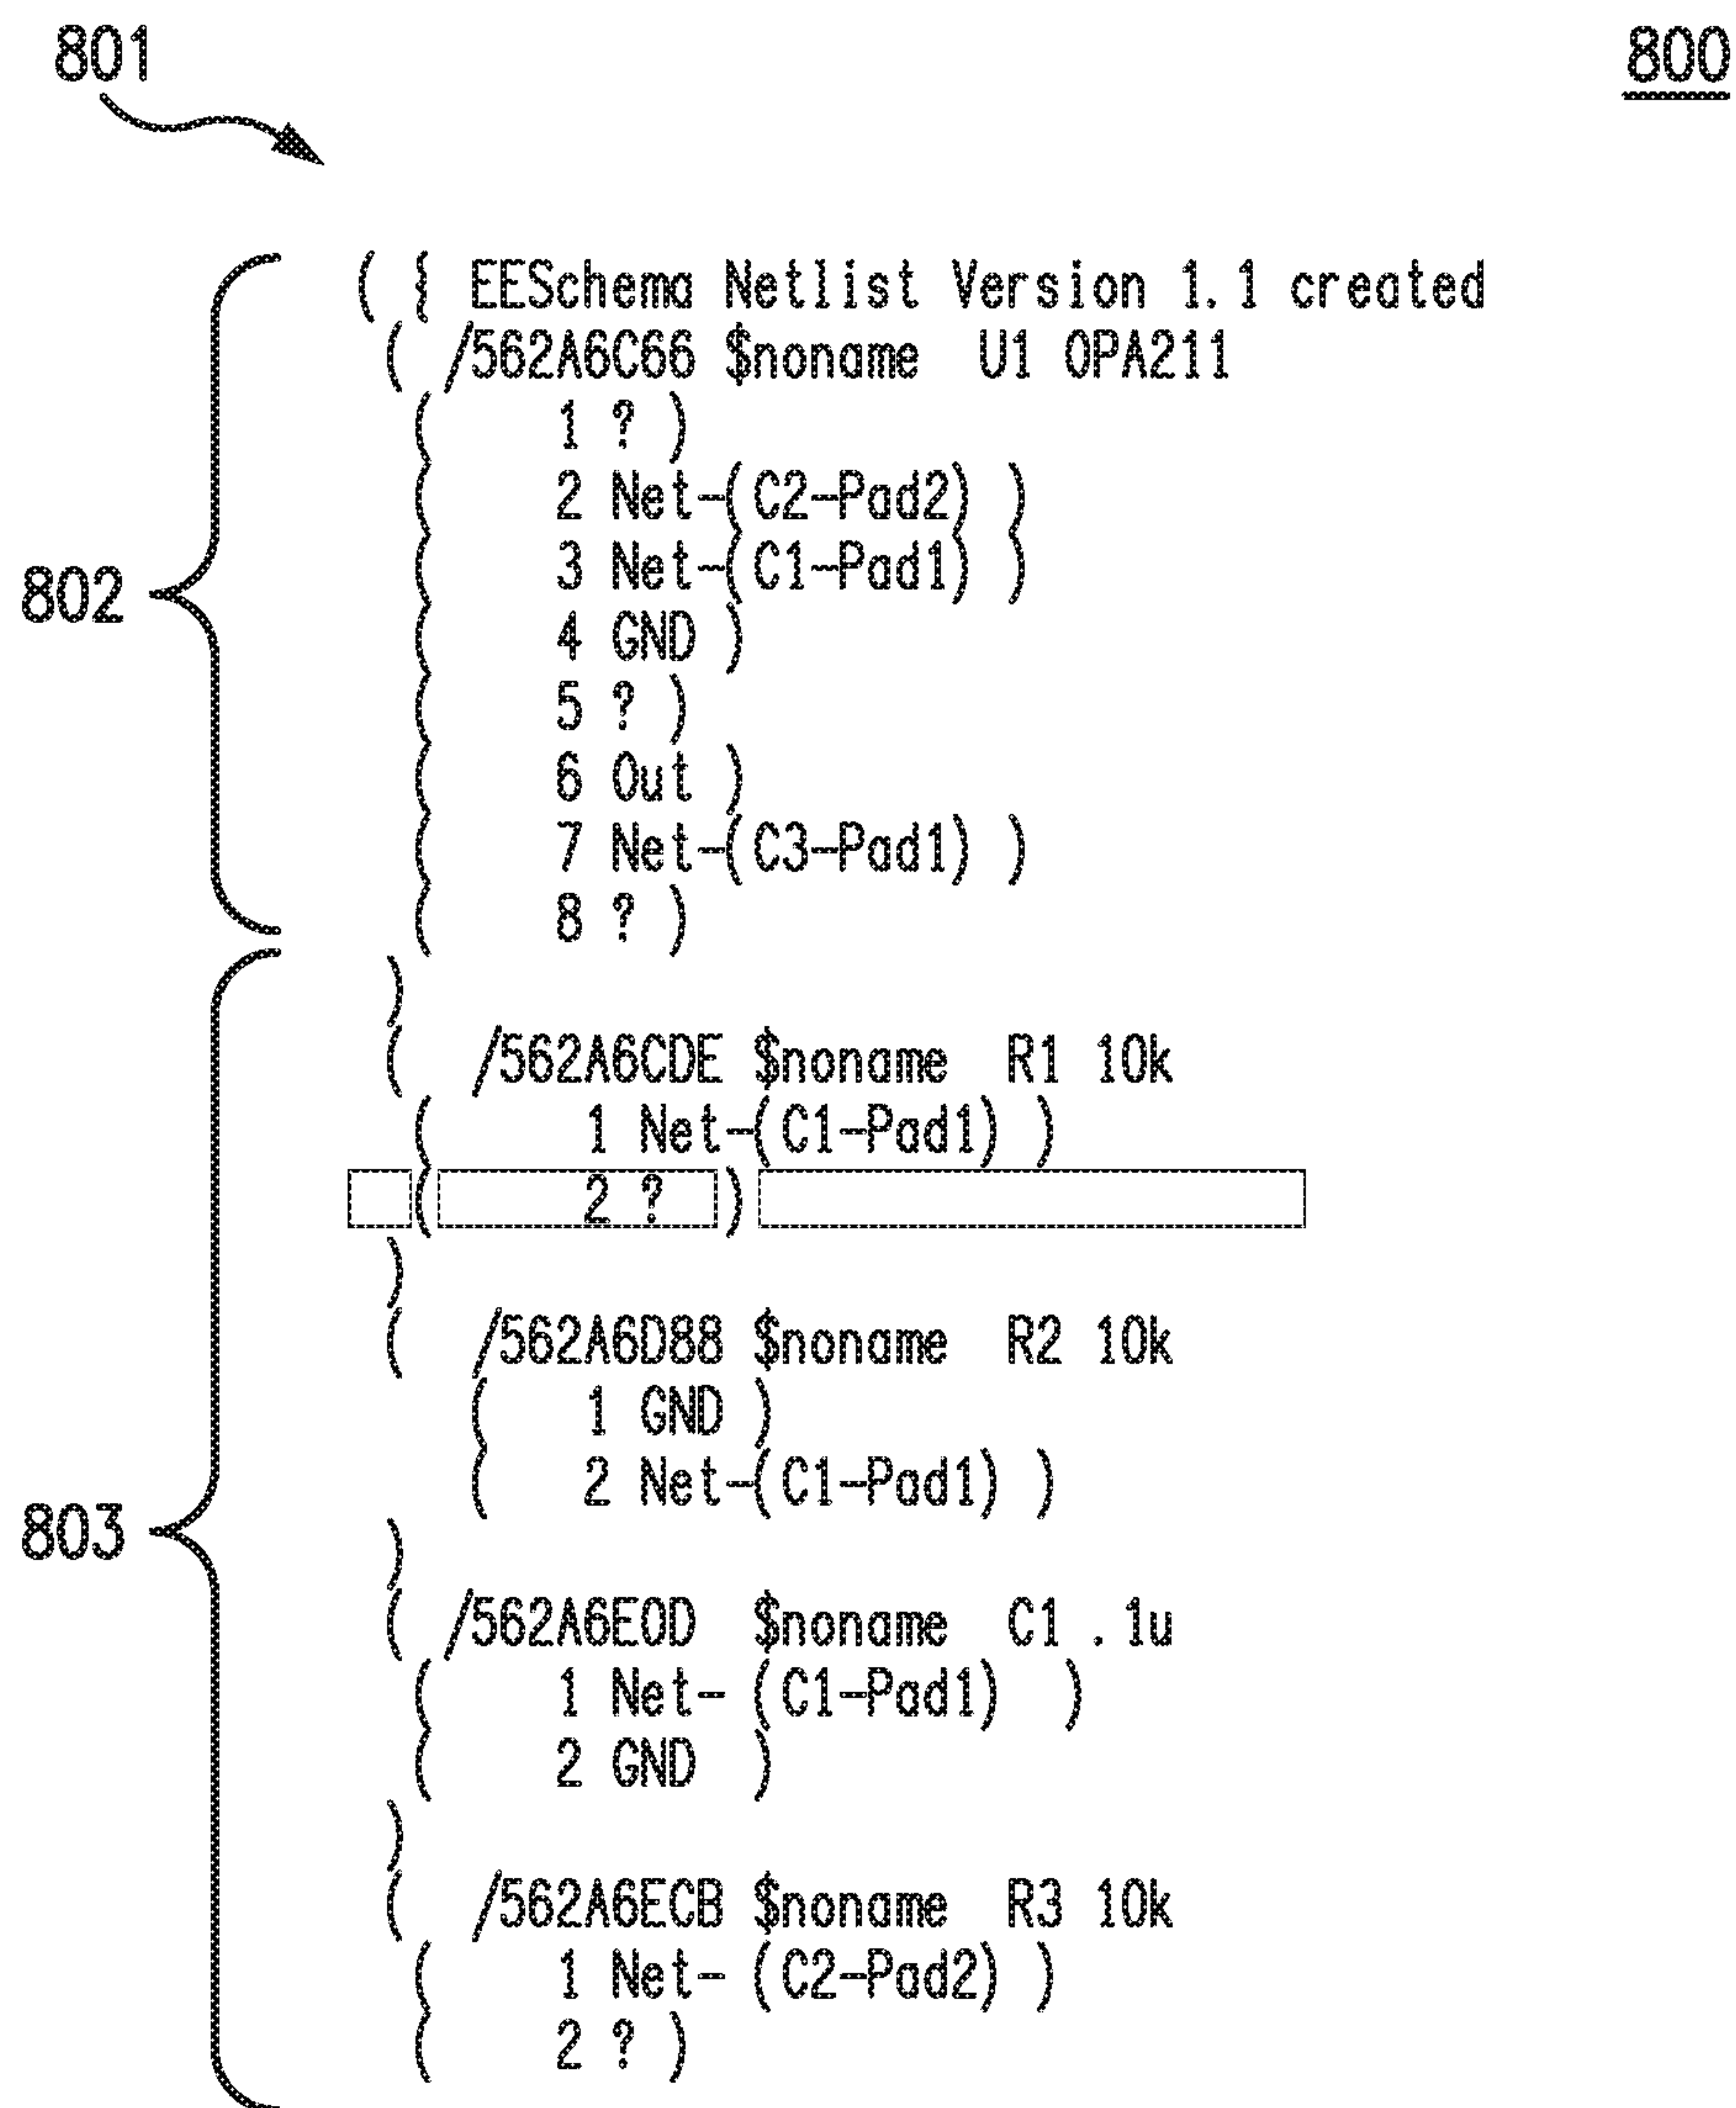 801
800
( { EESchema Netlist Version 1.1 created
( /562A6C66 $noname U1 OPA211
( 1 ? )
( 2 Net-(C2-Pad2) )
( 3 Net-(C1-Pad1) )
802
( 4 GND )
( 5 ? )
( 6 Out )
( 7 Net-(C3-Pad1) )
( 8 ? )
)
( /562A6CDE $noname R1 10k
( 1 Net-(C1-Pad1) )
( 2 ? )
)
( /562A6D88 $noname R2 10k
( 1 GND )
( 2 Net-(C1-Pad1) )
803
)
( /562A6E0D $noname C1 .1u
( 1 Net- (C1-Pad1) )
( 2 GND )
)
( /562A6ECB $noname R3 10k
( 1 Net- (C2-Pad2) )
( 2 ? )